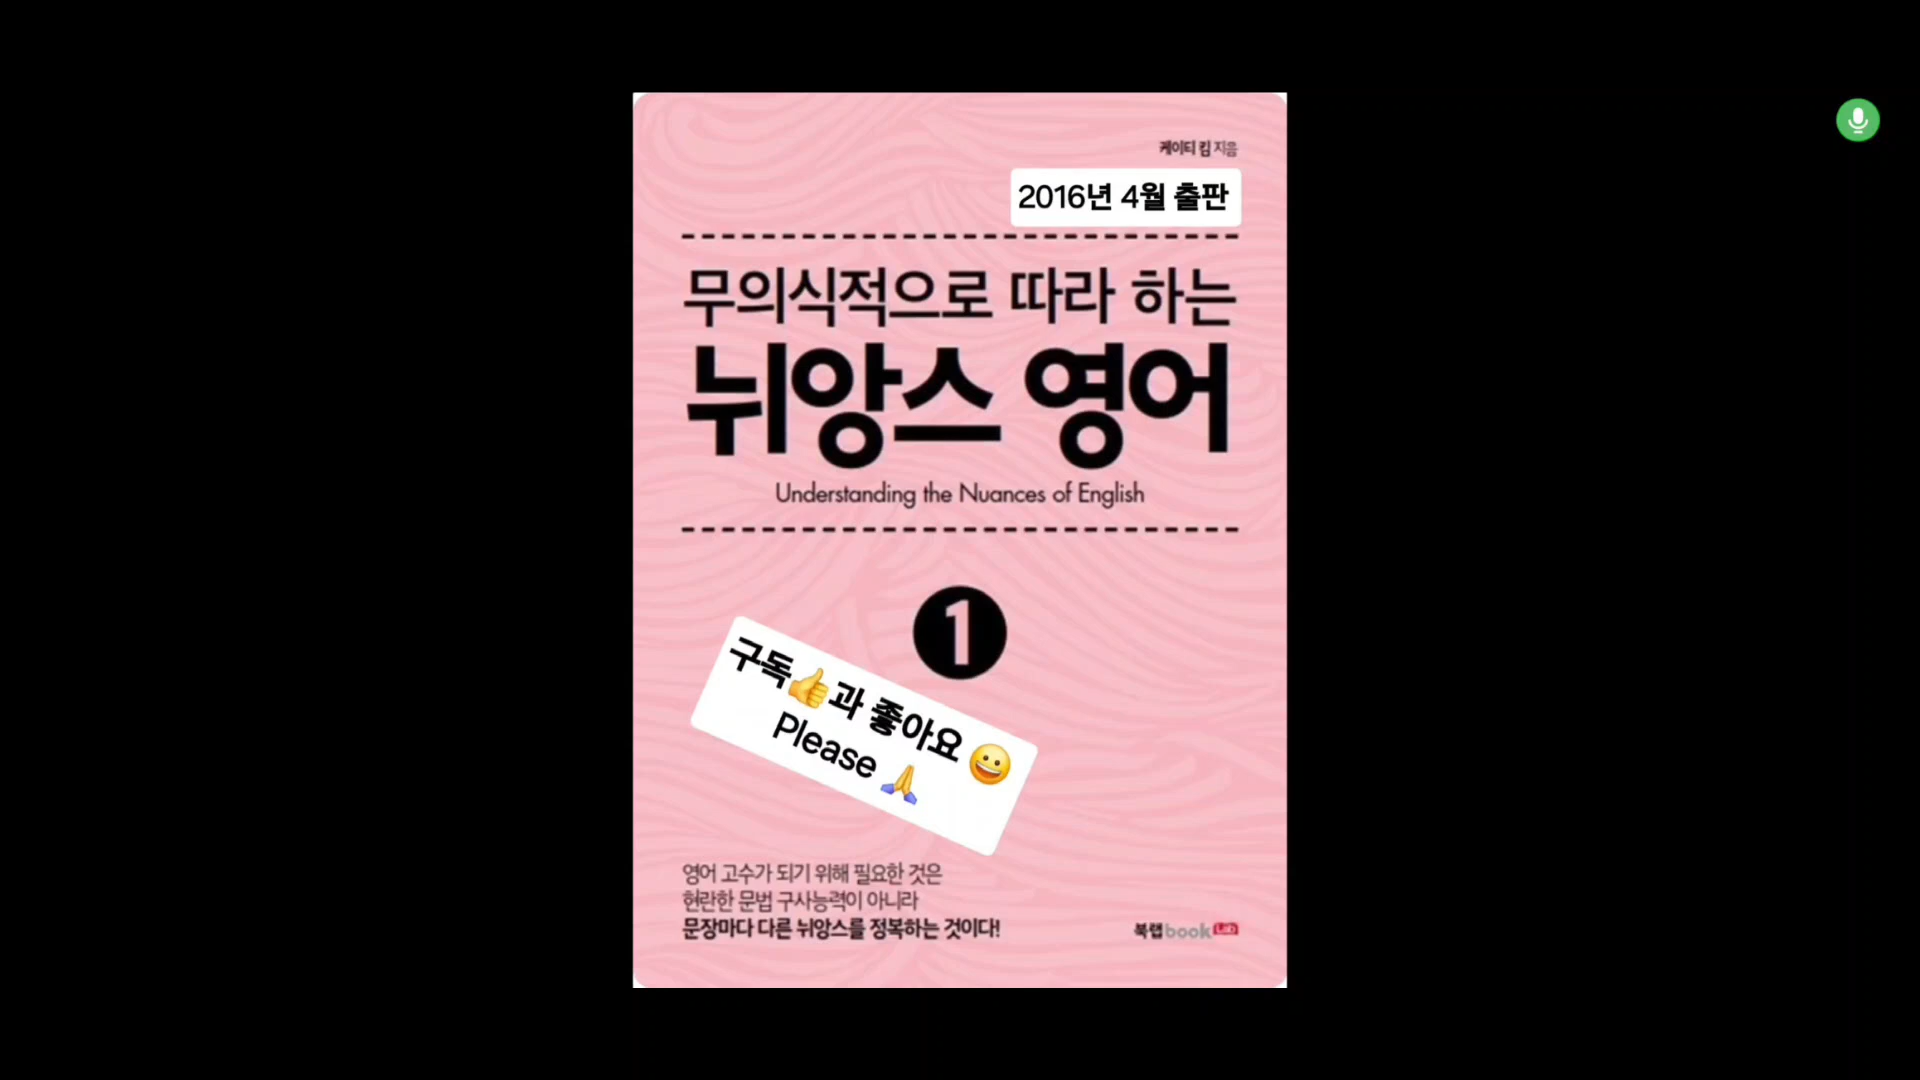 케이티 킴 지음
2016년 4월 출판
무의식적으로 따라 하는
뉘앙스 영어
Understanding the Nuances of English
1
구독👍과 좋아요 😀
Please 🙏
영어 고수가 되기 위해 필요한 것은
현란한 문법 구사능력이 아니라
문장마다 다른 뉘앙스를 정복하는 것이다!
북랩 book Lab